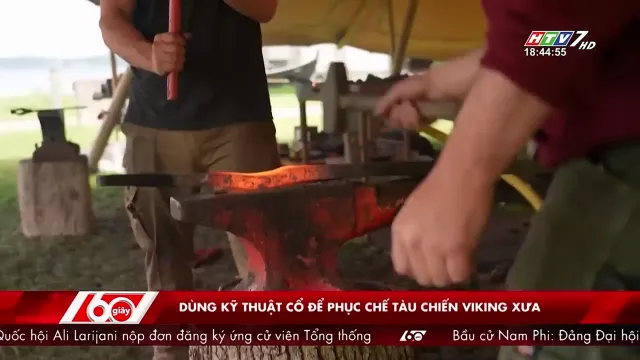 HTV7 HD
18:44:55
60 giây
DÙNG KỸ THUẬT CỔ ĐỂ PHỤC CHẾ TÀU CHIẾN VIKING XƯA
Quốc hội Ali Larijani nộp đơn đăng ký ứng cử viên Tổng thống 60 Bầu cử Nam Phi: Đảng Đại hội